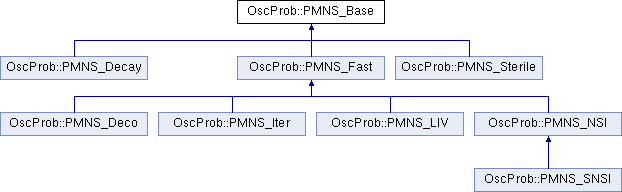 OscProb::PMNS_Base
OscProb::PMNS_Decay
OscProb::PMNS_Fast
OscProb::PMNS_Sterile
OscProb::PMNS_Deco
OscProb::PMNS_Iter
OscProb::PMNS_LIV
OscProb::PMNS_NSI
OscProb::PMNS_SNSI